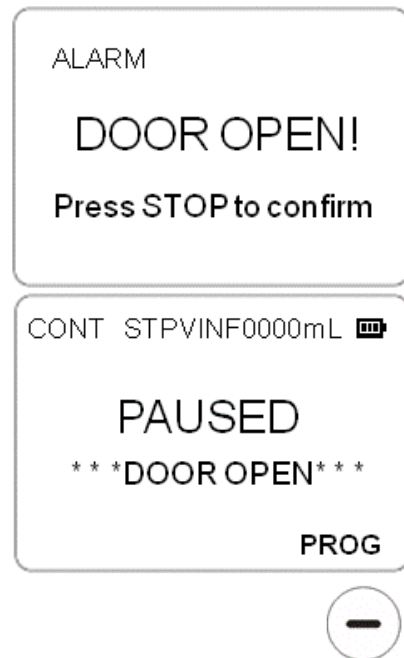 ALARM
DOOR OPEN!
Press STOP to confirm
CONT STPVINF0000mL
PAUSED
***DOOR OPEN***
PROG